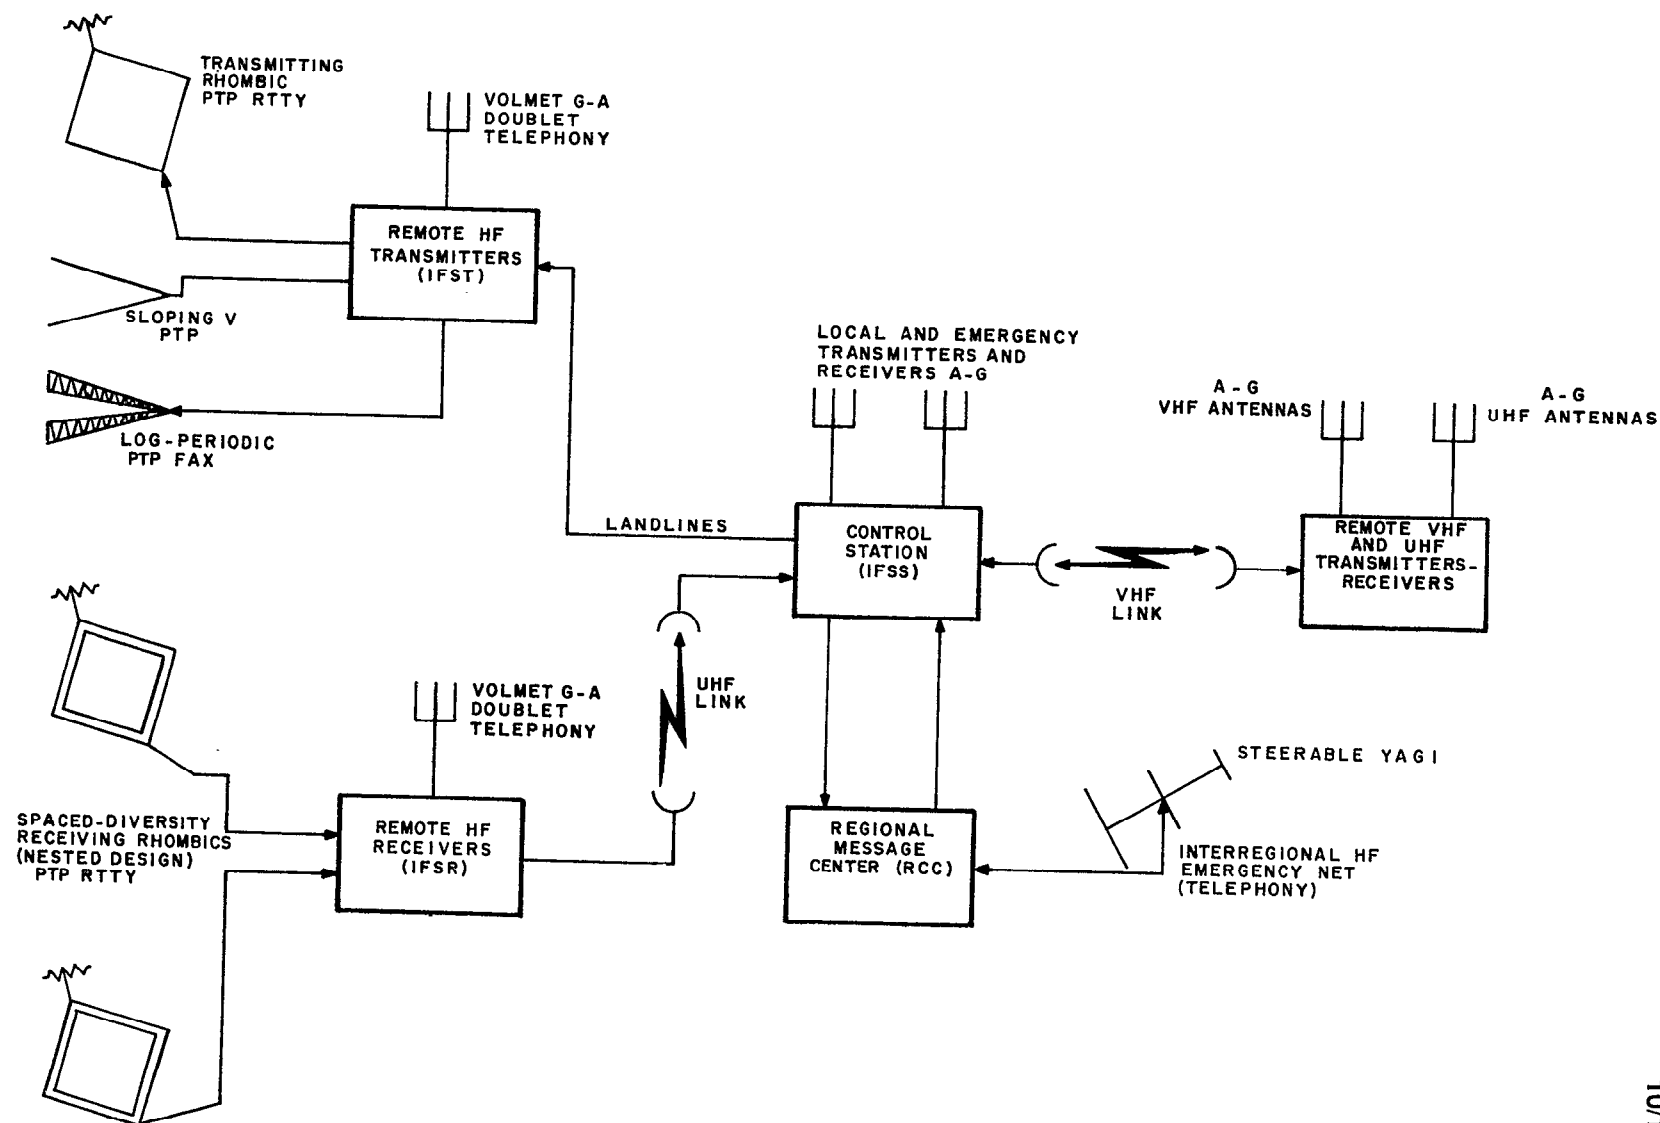 TRANSMITTING
RHOMBIC
PTP RTTY
VOLMET G-A
DOUBLET
TELEPHONY
REMOTE HF
TRANSMITTERS
(IFST)
SLOPING V
PTP
LOG-PERIODIC
PTP FAX
LOCAL AND EMERGENCY
TRANSMITTERS AND
RECEIVERS A-G
A-G
VHF ANTENNAS
A-G
UHF ANTENNAS
LANDLINES
CONTROL
STATION
(IFSS)
VHF
LINK
REMOTE VHF
AND UHF
TRANSMITTERS-
RECEIVERS
UHF
LINK
VOLMET G-A
DOUBLET
TELEPHONY
SPACED-DIVERSITY
RECEIVING RHOMBICS
(NESTED DESIGN)
PTP RTTY
REMOTE HF
RECEIVERS
(IFSR)
REGIONAL
MESSAGE
CENTER (RCC)
STEERABLE YAGI
INTERREGIONAL HF
EMERGENCY NET
(TELEPHONY)